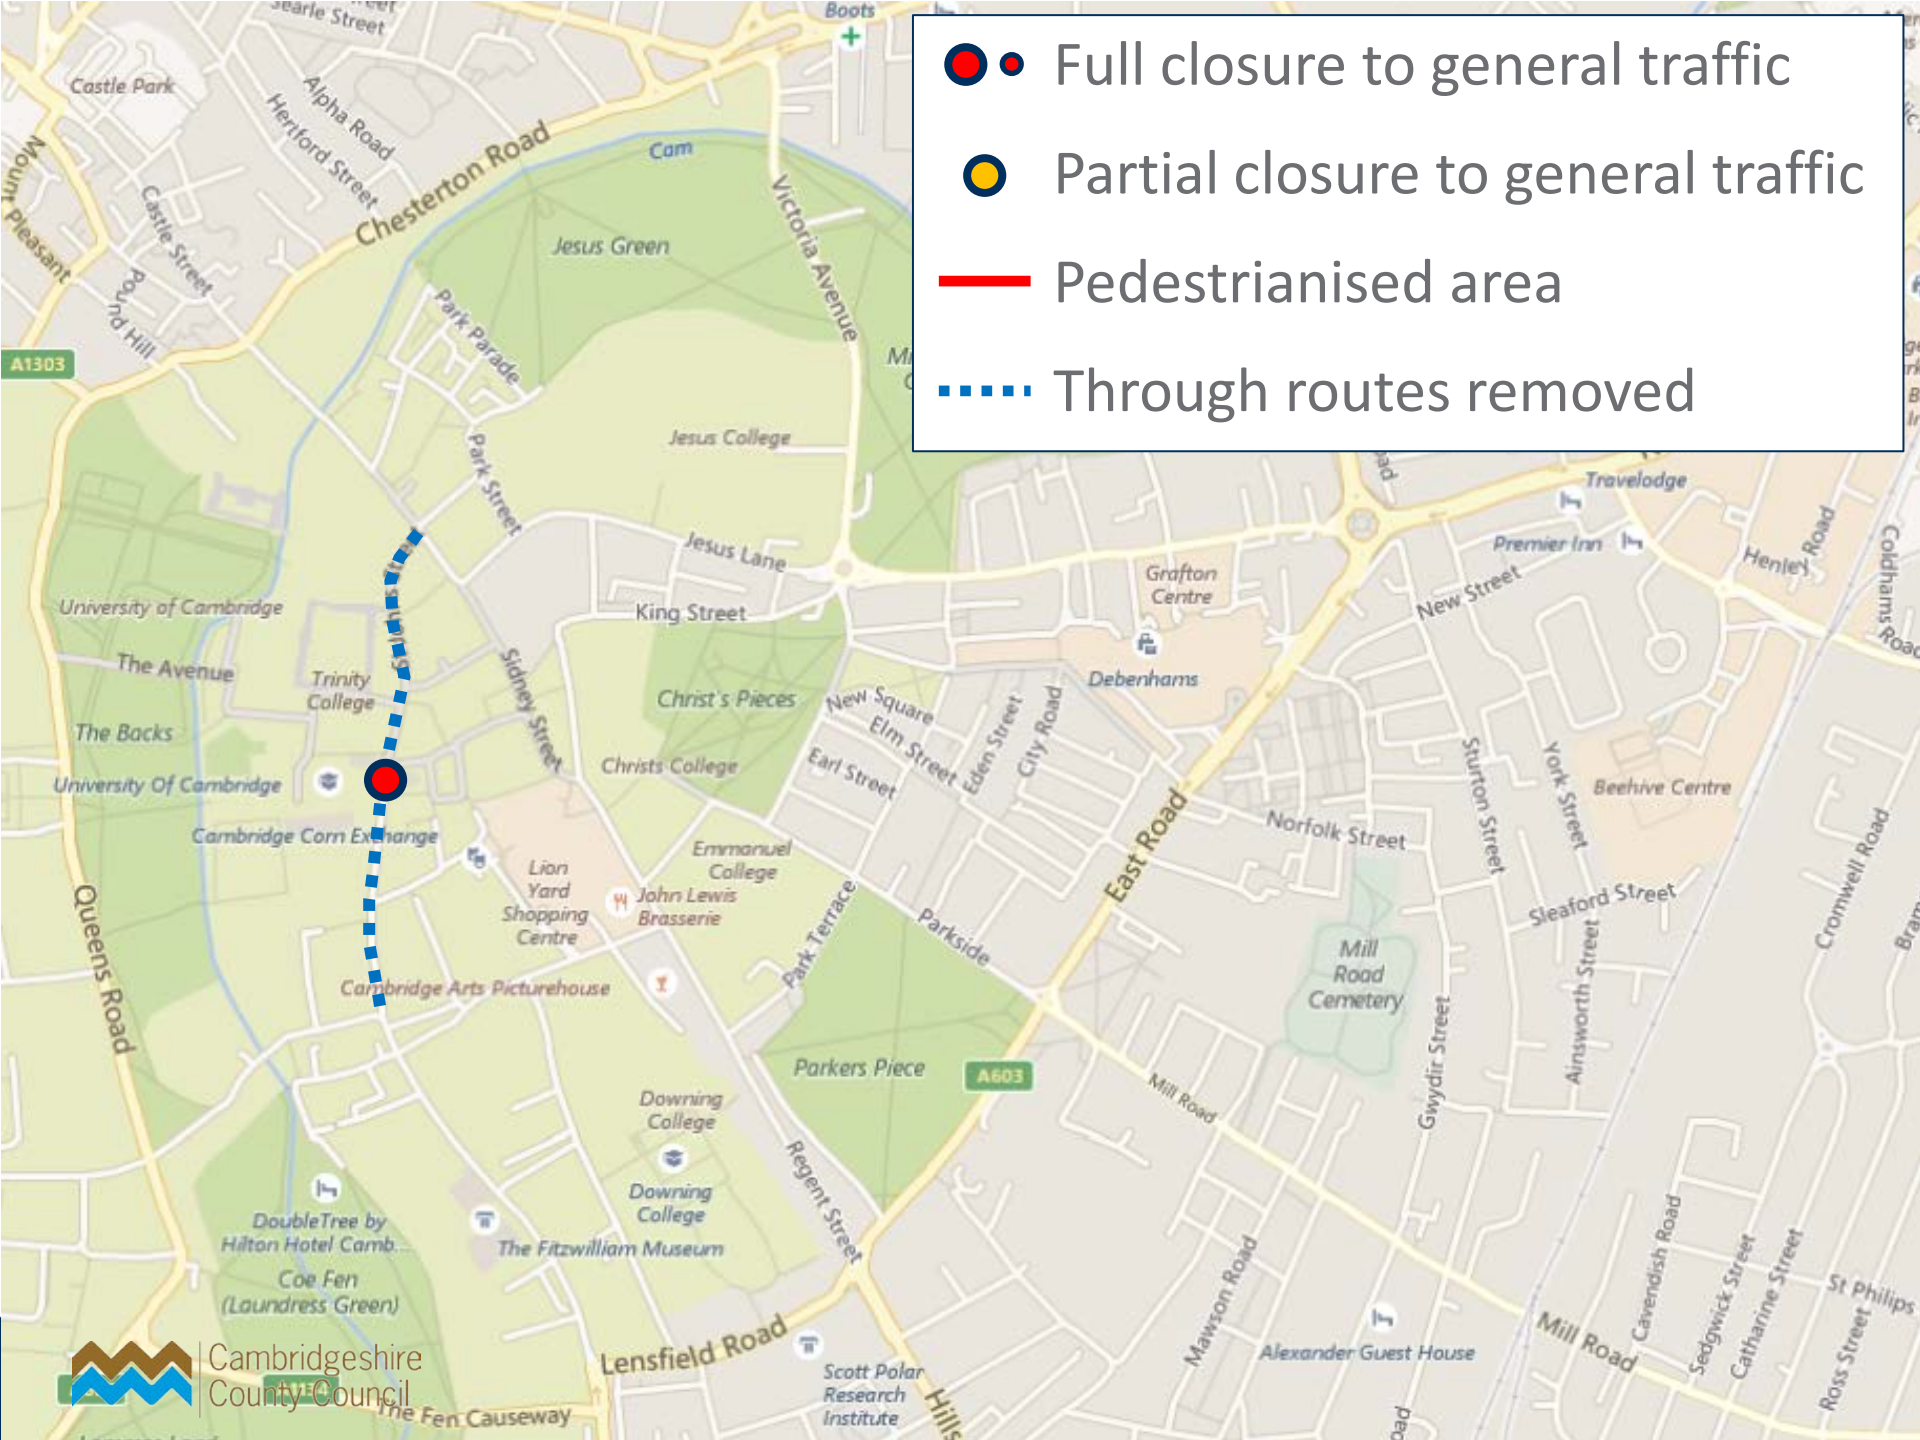 Searle Street
Boots
Full closure to general traffic
Partial closure to general traffic
Pedestrianised area
Through routes removed
Castle Park
Alpha Road
Hertford Street
Chesterton Road
Cam
Mount Pleasant
Castle Street
Pound Hill
Jesus Green
Victoria Avenue
Park Parade
A1303
Jesus College
Park Street
Travelodge
Jesus Lane
Premier Inn
Henley Road
Coldhams
Road
Grafton
Centre
New Street
University of Cambridge
King Street
The Avenue
Trinity
College
Sidney Street
Christ's Pieces
New Square
Debenhams
Elm Street
Eden Street
City Road
The Backs
Earl Street
Christs College
University Of Cambridge
Sturton Street
York Street
Beehive Centre
Cambridge Corn Exchange
Norfolk Street
East Road
Emmanuel
College
Lion
Yard
Shopping
Centre
John Lewis
Brasserie
Park Terrace
Parkside
Sleaford Street
Cromwell Road
Queens Road
Mill
Road
Cemetery
Ainsworth Street
Gwydir Street
Cambridge Arts Picturehouse
Parkers Piece
A603
Mill Road
Downing
College
Regent Street
Downing
College
DoubleTree by
Hilton Hotel Camb...
The Fitzwilliam Museum
Coe Fen
(Laundress Green)
Mawson Road
Cavendish Road
Sedgwick Street
Catharine Street
St Philips
Ross Street
Mill Road
Alexander Guest House
Lensfield Road
Scott Polar
Research
Institute
Hills
Cambridgeshire
County Council
The Fen Causeway